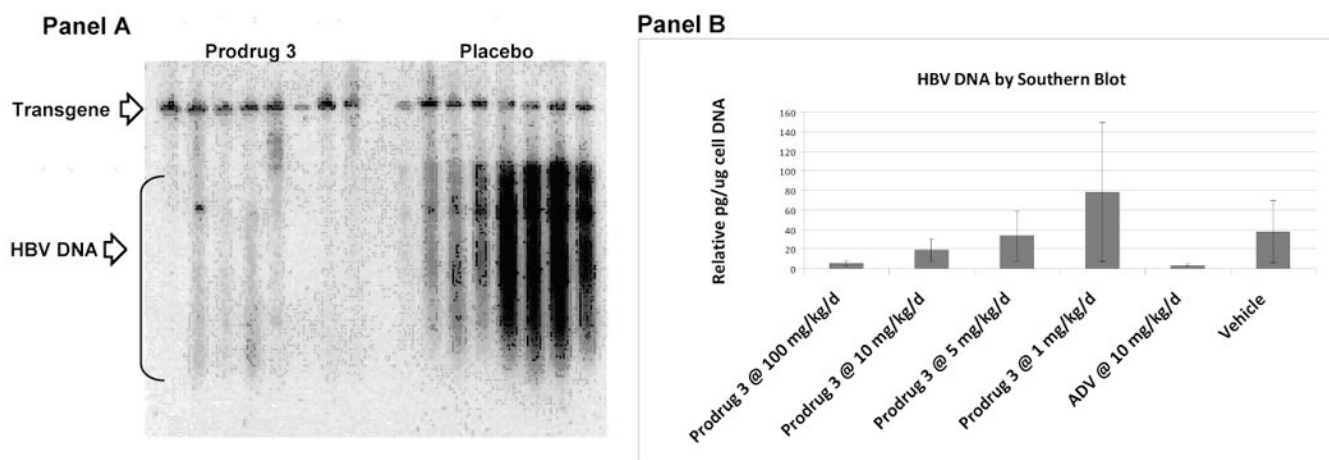 Panel A
Prodrug 3 Placebo
Transgene
HBV DNA
Panel B
HBV DNA by Southern Blot
Relative pg/ug cell DNA
160
140
120
100
80
60
40
20
0
Prodrug 3 @ 100 mg/kg/d
Prodrug 3 @ 10 mg/kg/d
Prodrug 3 @ 5 mg/kg/d
Prodrug 3 @ 1 mg/kg/d
ADV @ 10 mg/kg/d
Vehicle